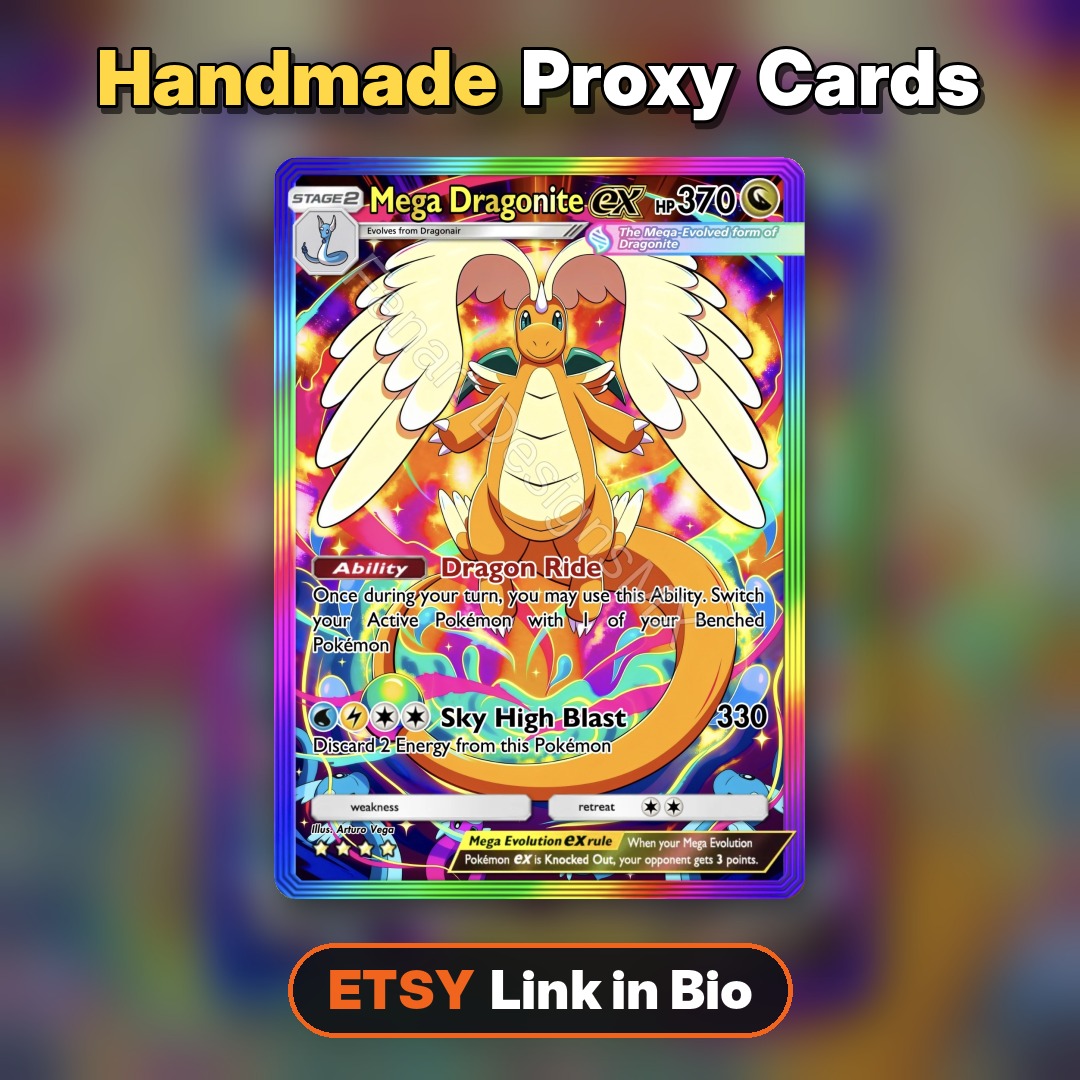 Handmade Proxy Cards
STAGE2 Mega Dragonite ex HP370
Evolves from Dragonair
The Mega-Evolved form of
Dragonite
Ability Dragon Ride
Once during your turn, you may use this Ability. Switch
your Active Pokémon with 1 of your Benched
Pokémon
Sky High Blast 330
Discard 2 Energy from this Pokémon
weakness retreat
Illus. Arturo Vega
Mega Evolution ex rule When your Mega Evolution
Pokémon ex is Knocked Out, your opponent gets 3 points.
ETSY Link in Bio